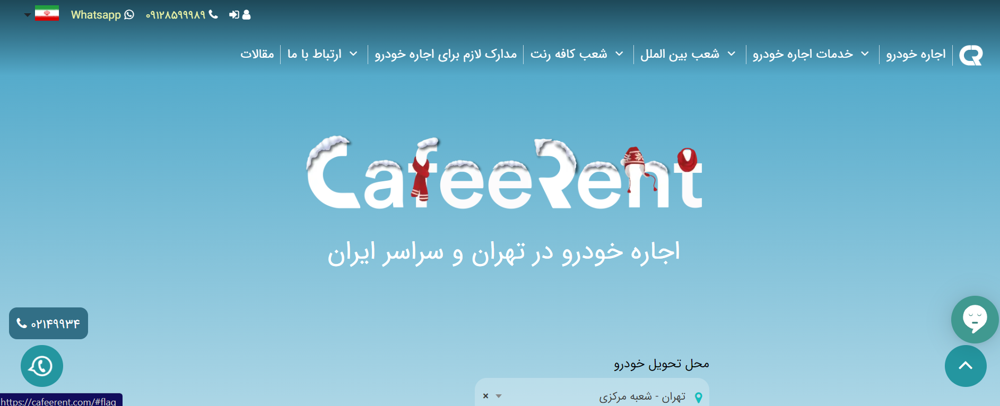 ۰۹۱۲۸۵۹۹۹۸۹ Whatsapp
CR
اجاره خودرو
خدمات اجاره خودرو
شعب بین الملل
شعب کافه رنت
مدارک لازم برای اجاره خودرو
ارتباط با ما
مقالات
CafeeRent
اجاره خودرو در تهران و سراسر ایران
۰۲۱۴۹۹۳۴
محل تحویل خودرو
تهران - شعبه مرکزی ×
https://cafeerent.com/#flag